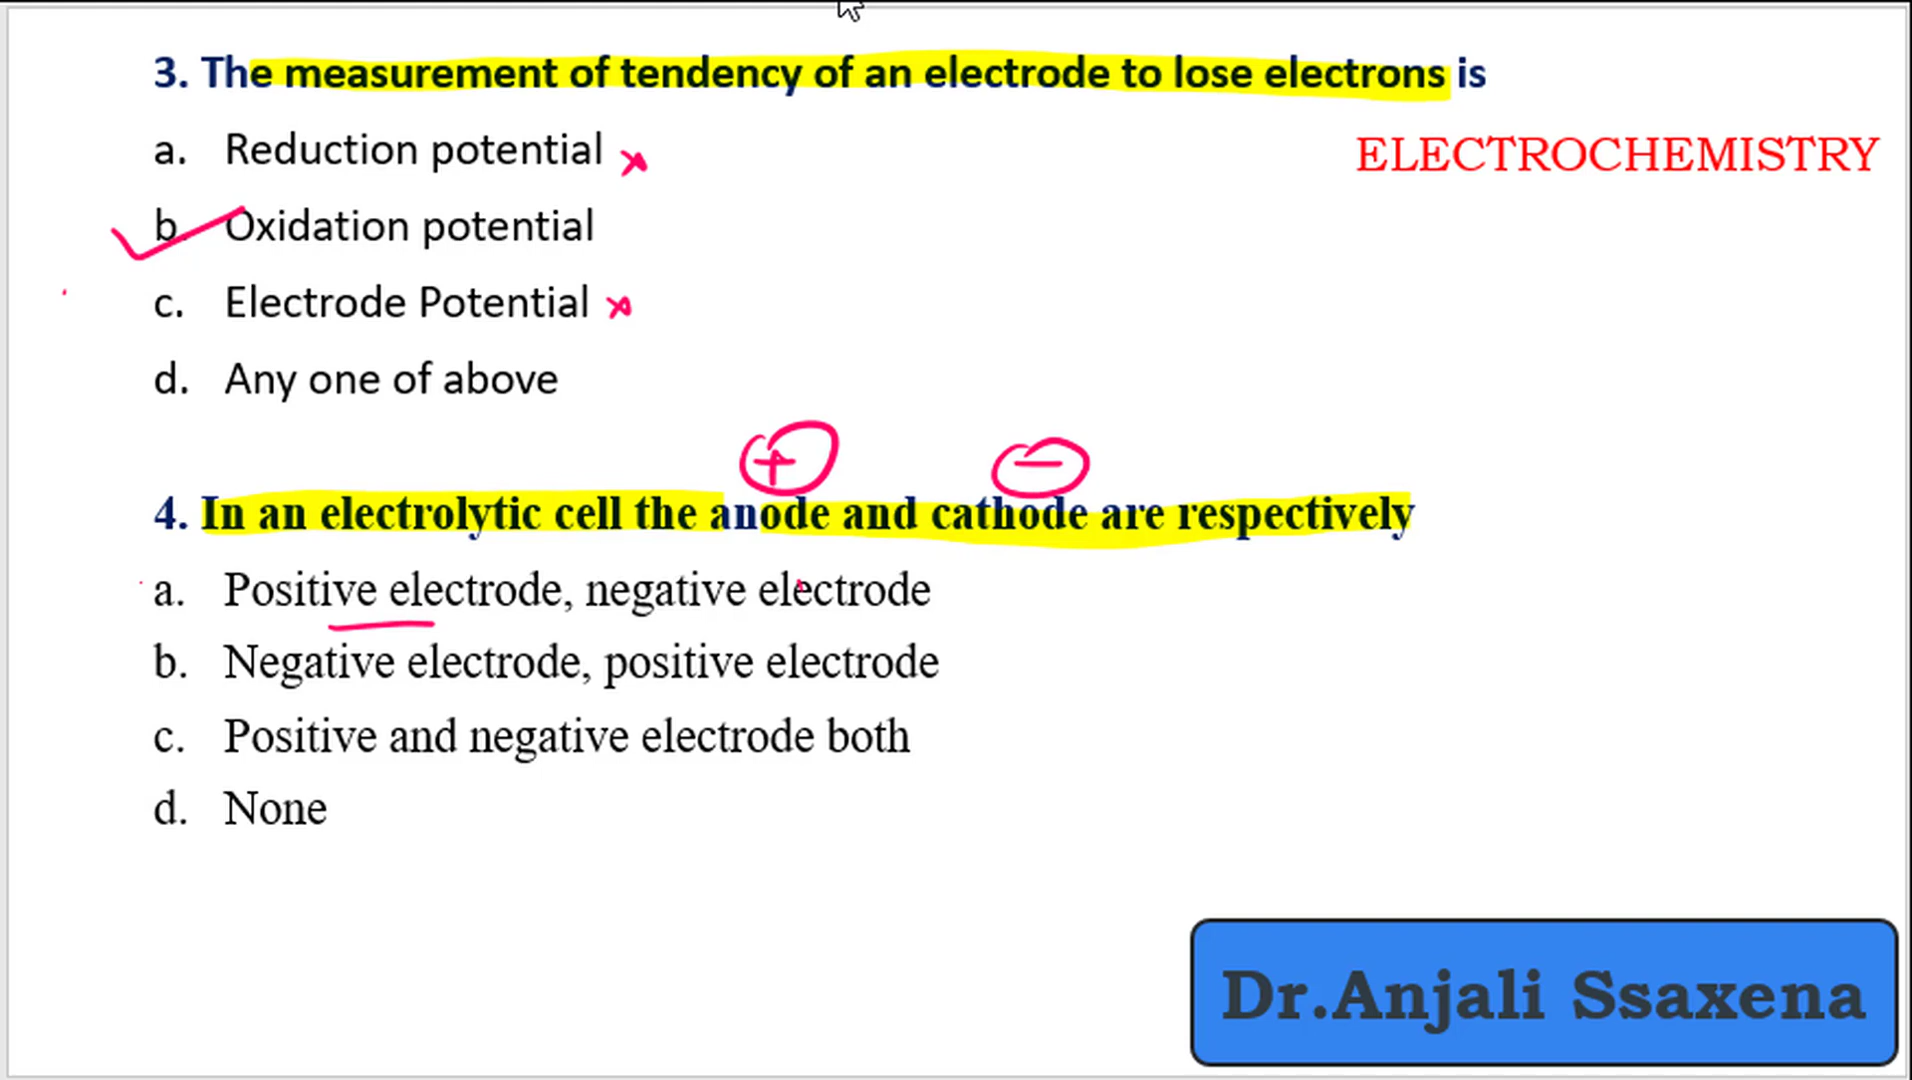 3. The measurement of tendency of an electrode to lose electrons is
a. Reduction potential
ELECTROCHEMISTRY
b. Oxidation potential
c. Electrode Potential
d. Any one of above
+ −
4. In an electrolytic cell the anode and cathode are respectively
a. Positive electrode, negative electrode
b. Negative electrode, positive electrode
c. Positive and negative electrode both
d. None
Dr.Anjali Ssaxena